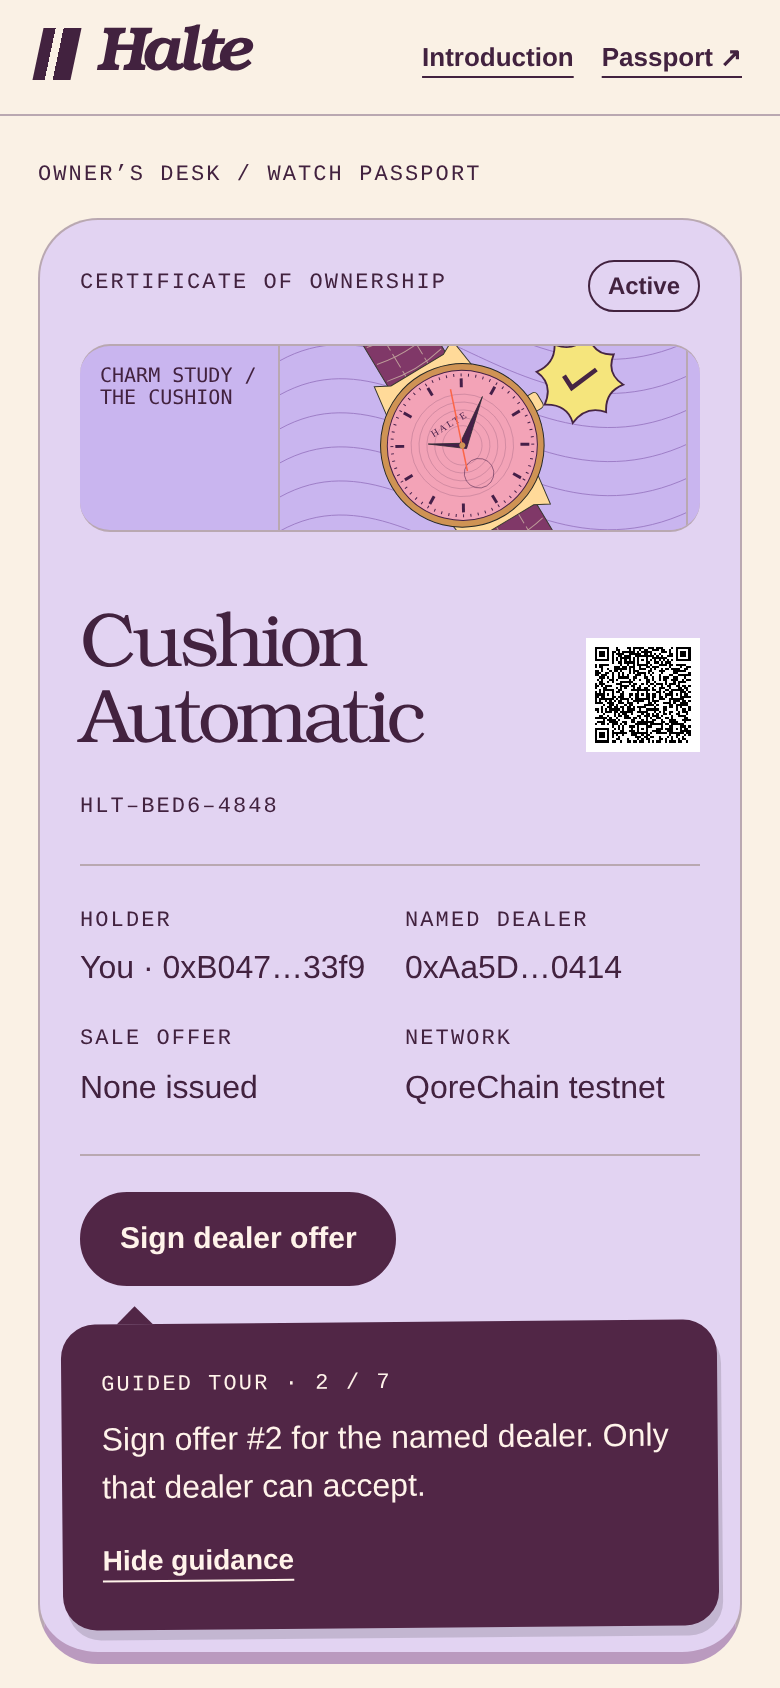 Halte
Introduction Passport ↗
OWNER’S DESK / WATCH PASSPORT
CERTIFICATE OF OWNERSHIP
Active
CHARM STUDY /
THE CUSHION
HALTE
Cushion
Automatic
HLT–BED6–4848
HOLDER
You · 0xB047…33f9
NAMED DEALER
0xAa5D…0414
SALE OFFER
None issued
NETWORK
QoreChain testnet
Sign dealer offer
GUIDED TOUR · 2 / 7
Sign offer #2 for the named dealer. Only
that dealer can accept.
Hide guidance